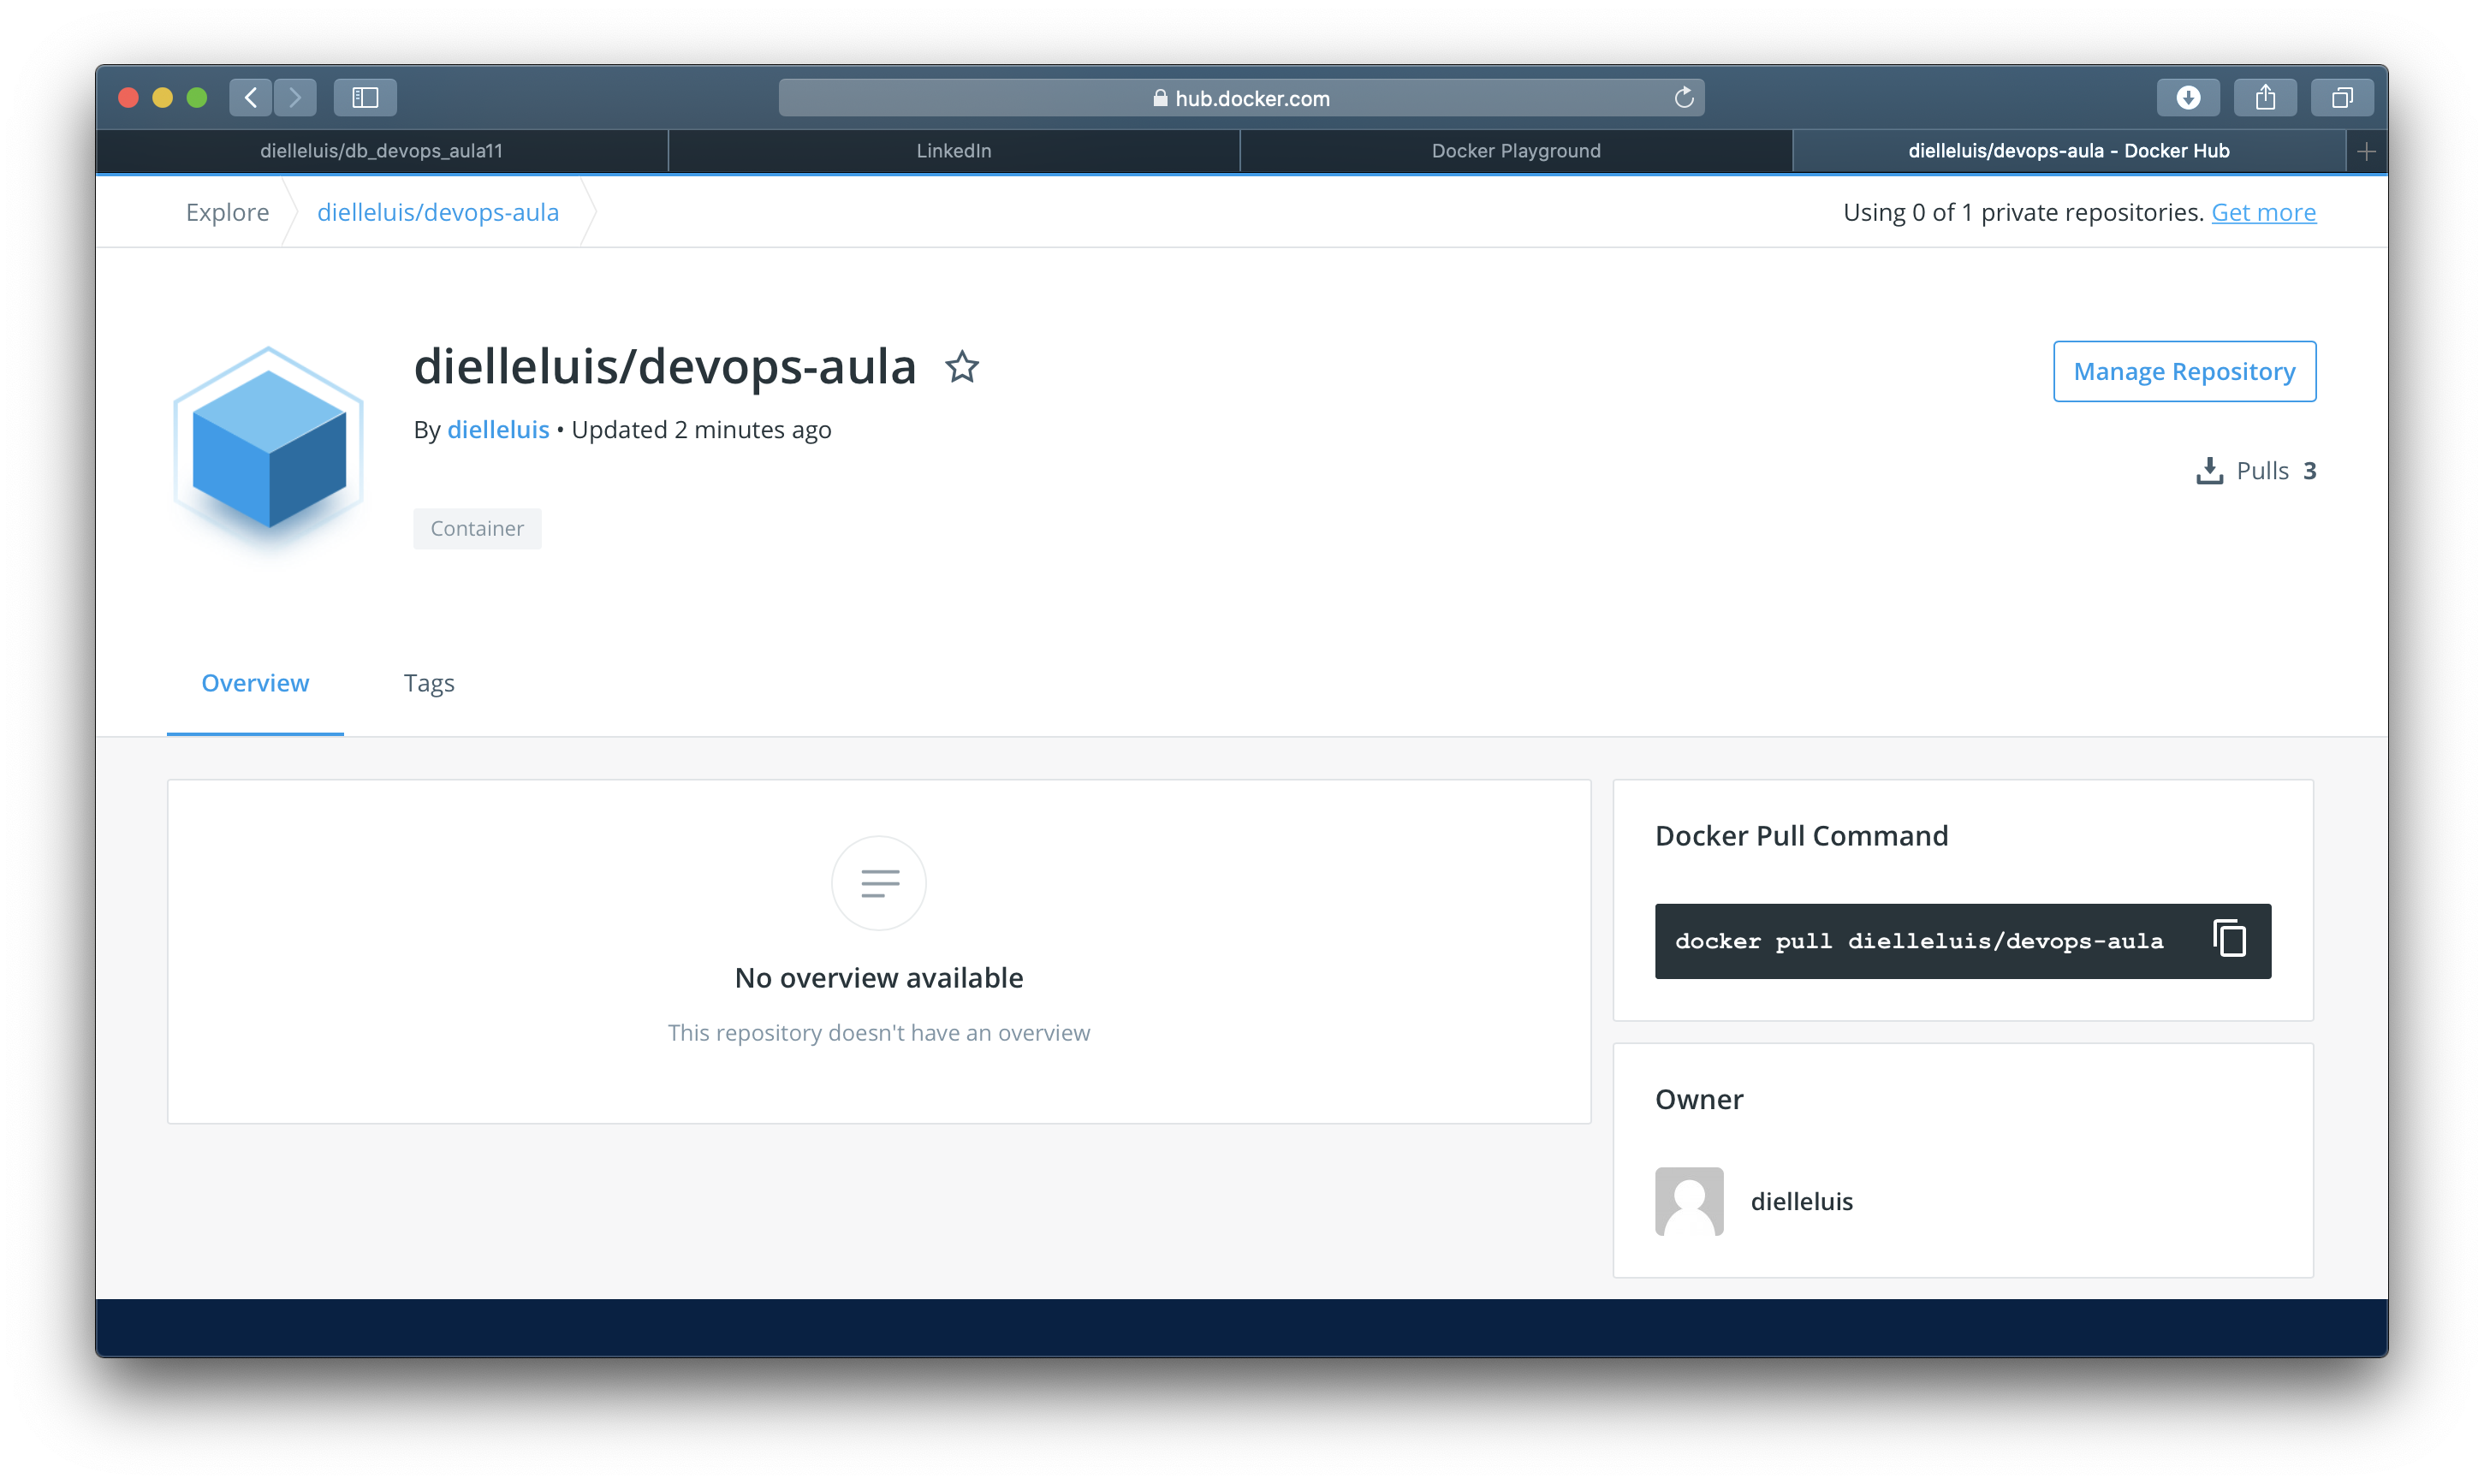 hub.docker.com
dielleluis/db_devops_aula11
LinkedIn
Docker Playground
dielleluis/devops-aula - Docker Hub
Explore
dielleluis/devops-aula
Using 0 of 1 private repositories. Get more
dielleluis/devops-aula
Manage Repository
By dielleluis • Updated 2 minutes ago
Pulls 3
Container
Overview
Tags
No overview available
This repository doesn't have an overview
Docker Pull Command
docker pull dielleluis/devops-aula
Owner
dielleluis